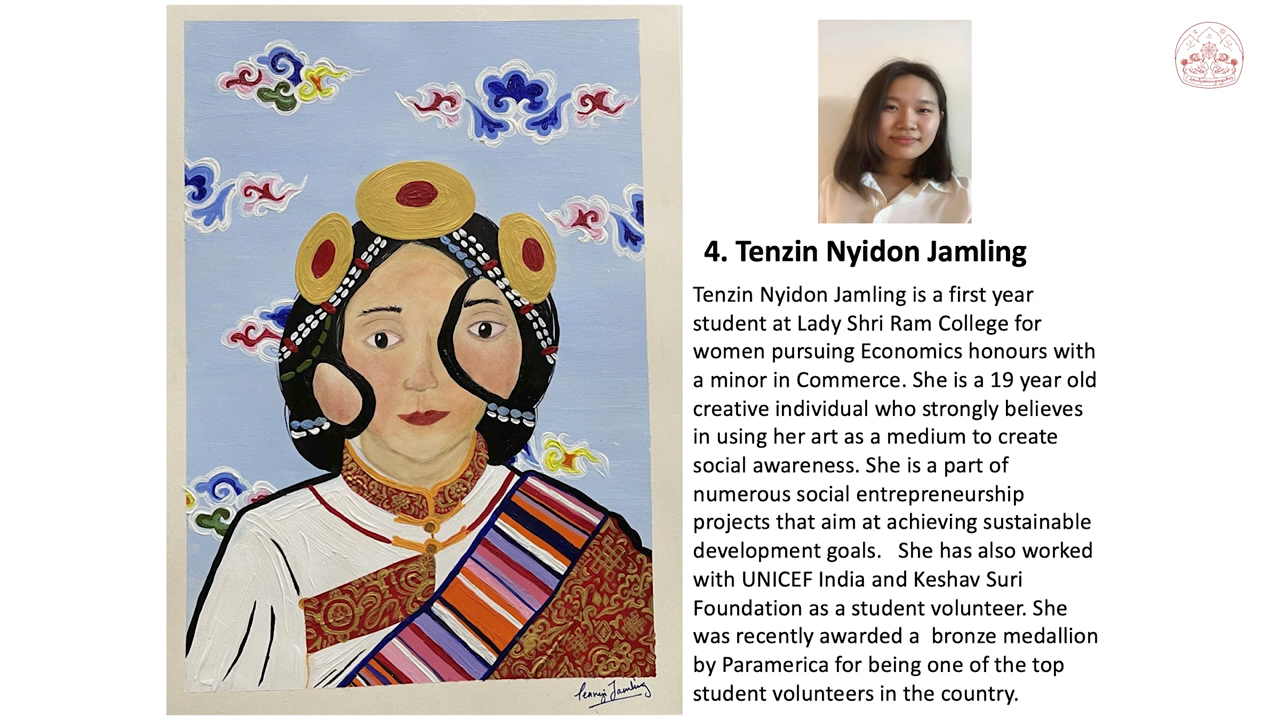 4. Tenzin Nyidon Jamling
Tenzin Nyidon Jamling is a first year
student at Lady Shri Ram College for
women pursuing Economics honours with
a minor in Commerce. She is a 19 year old
creative individual who strongly believes
in using her art as a medium to create
social awareness. She is a part of
numerous social entrepreneurship
projects that aim at achieving sustainable
development goals.   She has also worked
with UNICEF India and Keshav Suri
Foundation as a student volunteer. She
was recently awarded a  bronze medallion
by Paramerica for being one of the top
student volunteers in the country.
Jamling